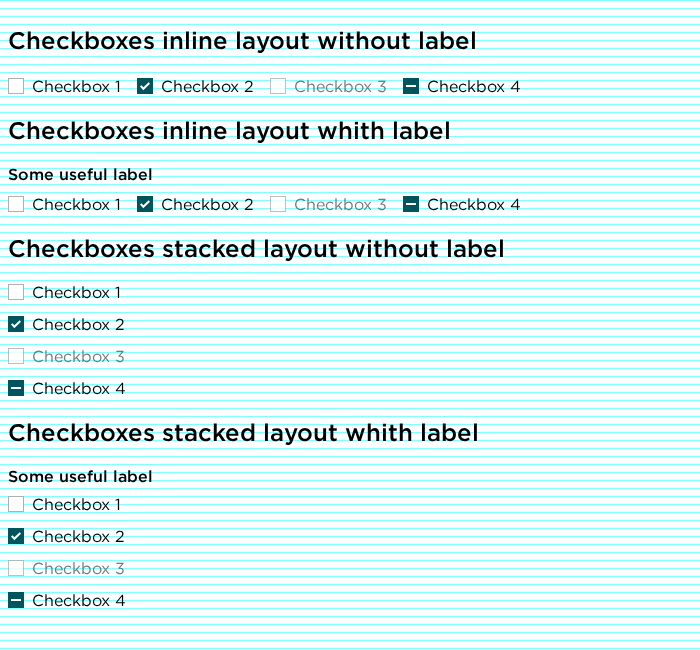 Checkboxes inline layout without label
Checkbox 1 Checkbox 2 Checkbox 3 Checkbox 4
Checkboxes inline layout whith label
Some useful label
Checkbox 1 Checkbox 2 Checkbox 3 Checkbox 4
Checkboxes stacked layout without label
Checkbox 1
Checkbox 2
Checkbox 3
Checkbox 4
Checkboxes stacked layout whith label
Some useful label
Checkbox 1
Checkbox 2
Checkbox 3
Checkbox 4